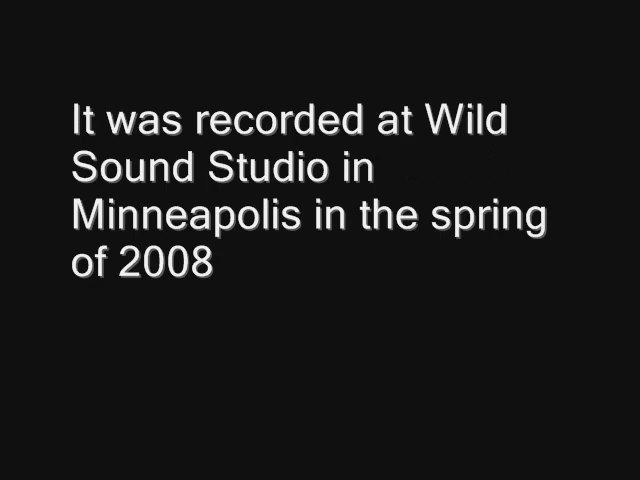 It was recorded at Wild
Sound Studio in
Minneapolis in the spring
of 2008